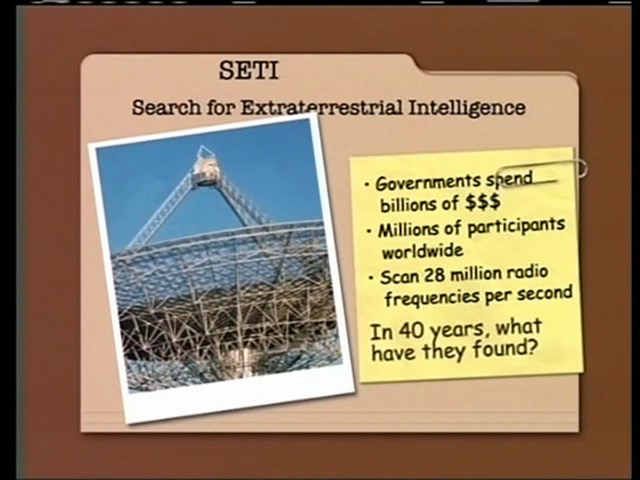 SETI
Search for Extraterrestrial Intelligence
• Governments spend
billions of $$$
• Millions of participants
worldwide
• Scan 28 million radio
frequencies per second
In 40 years, what
have they found?